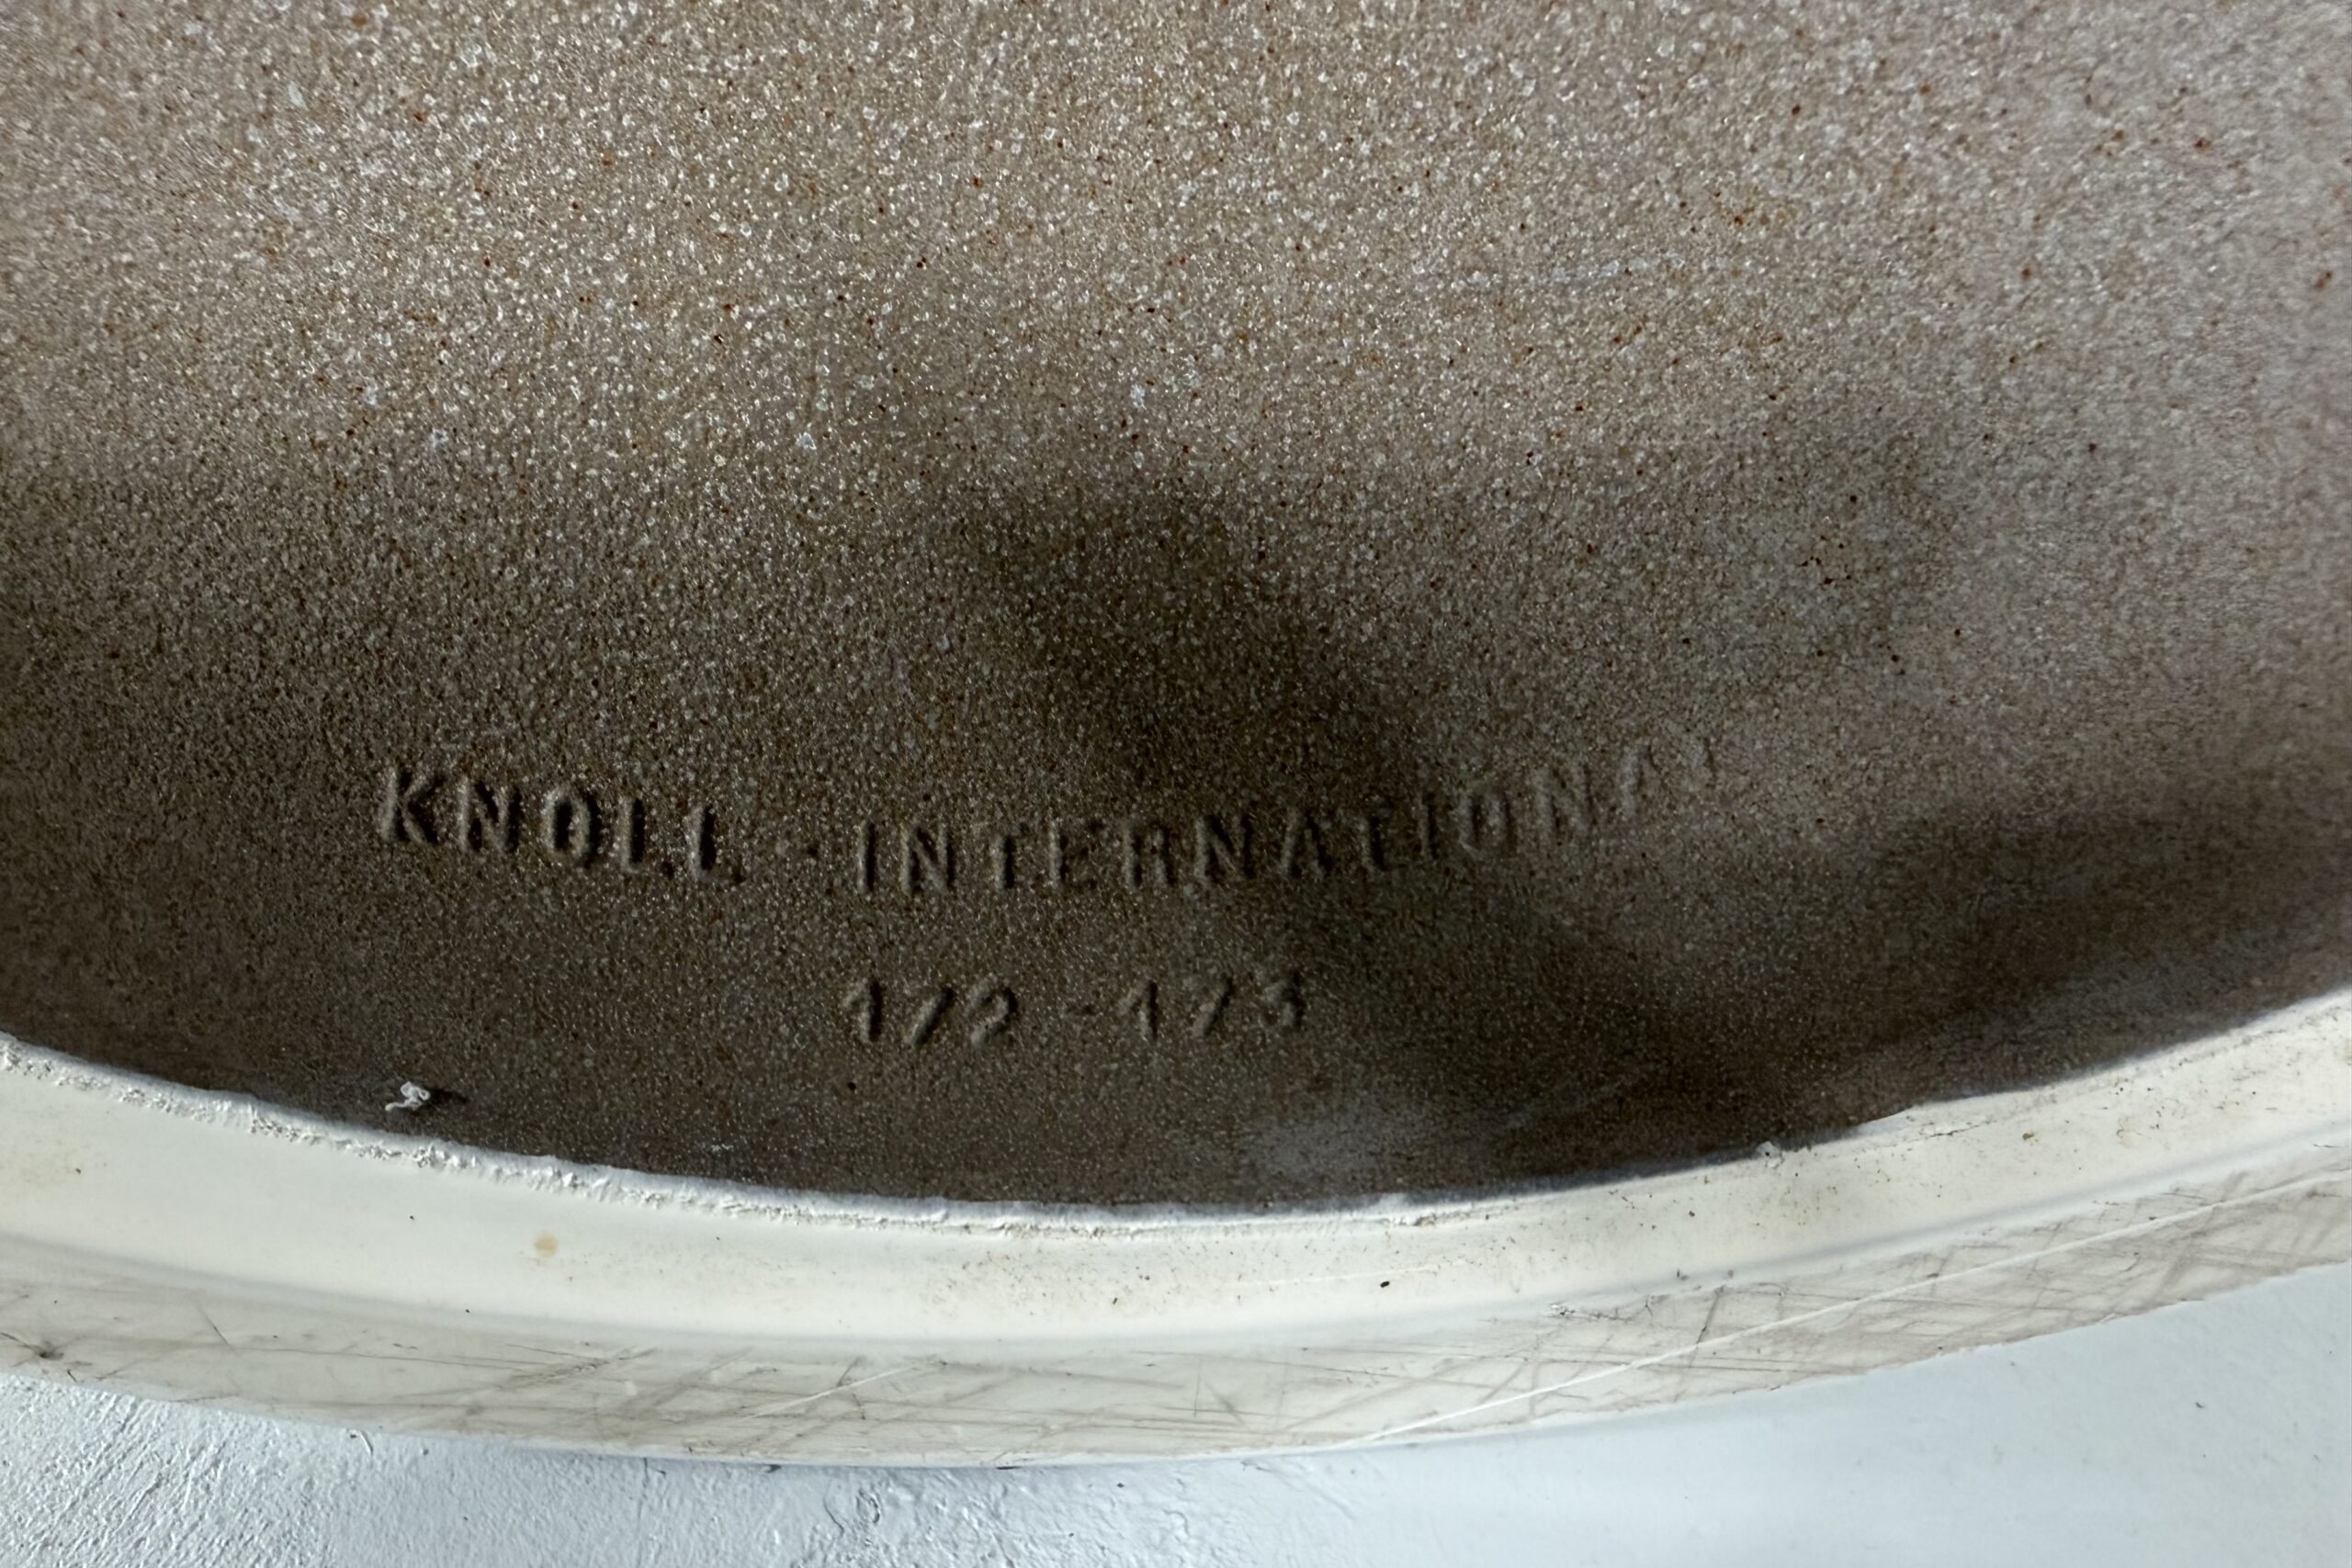 KNOLL INTERNATIONAL
172 - 173